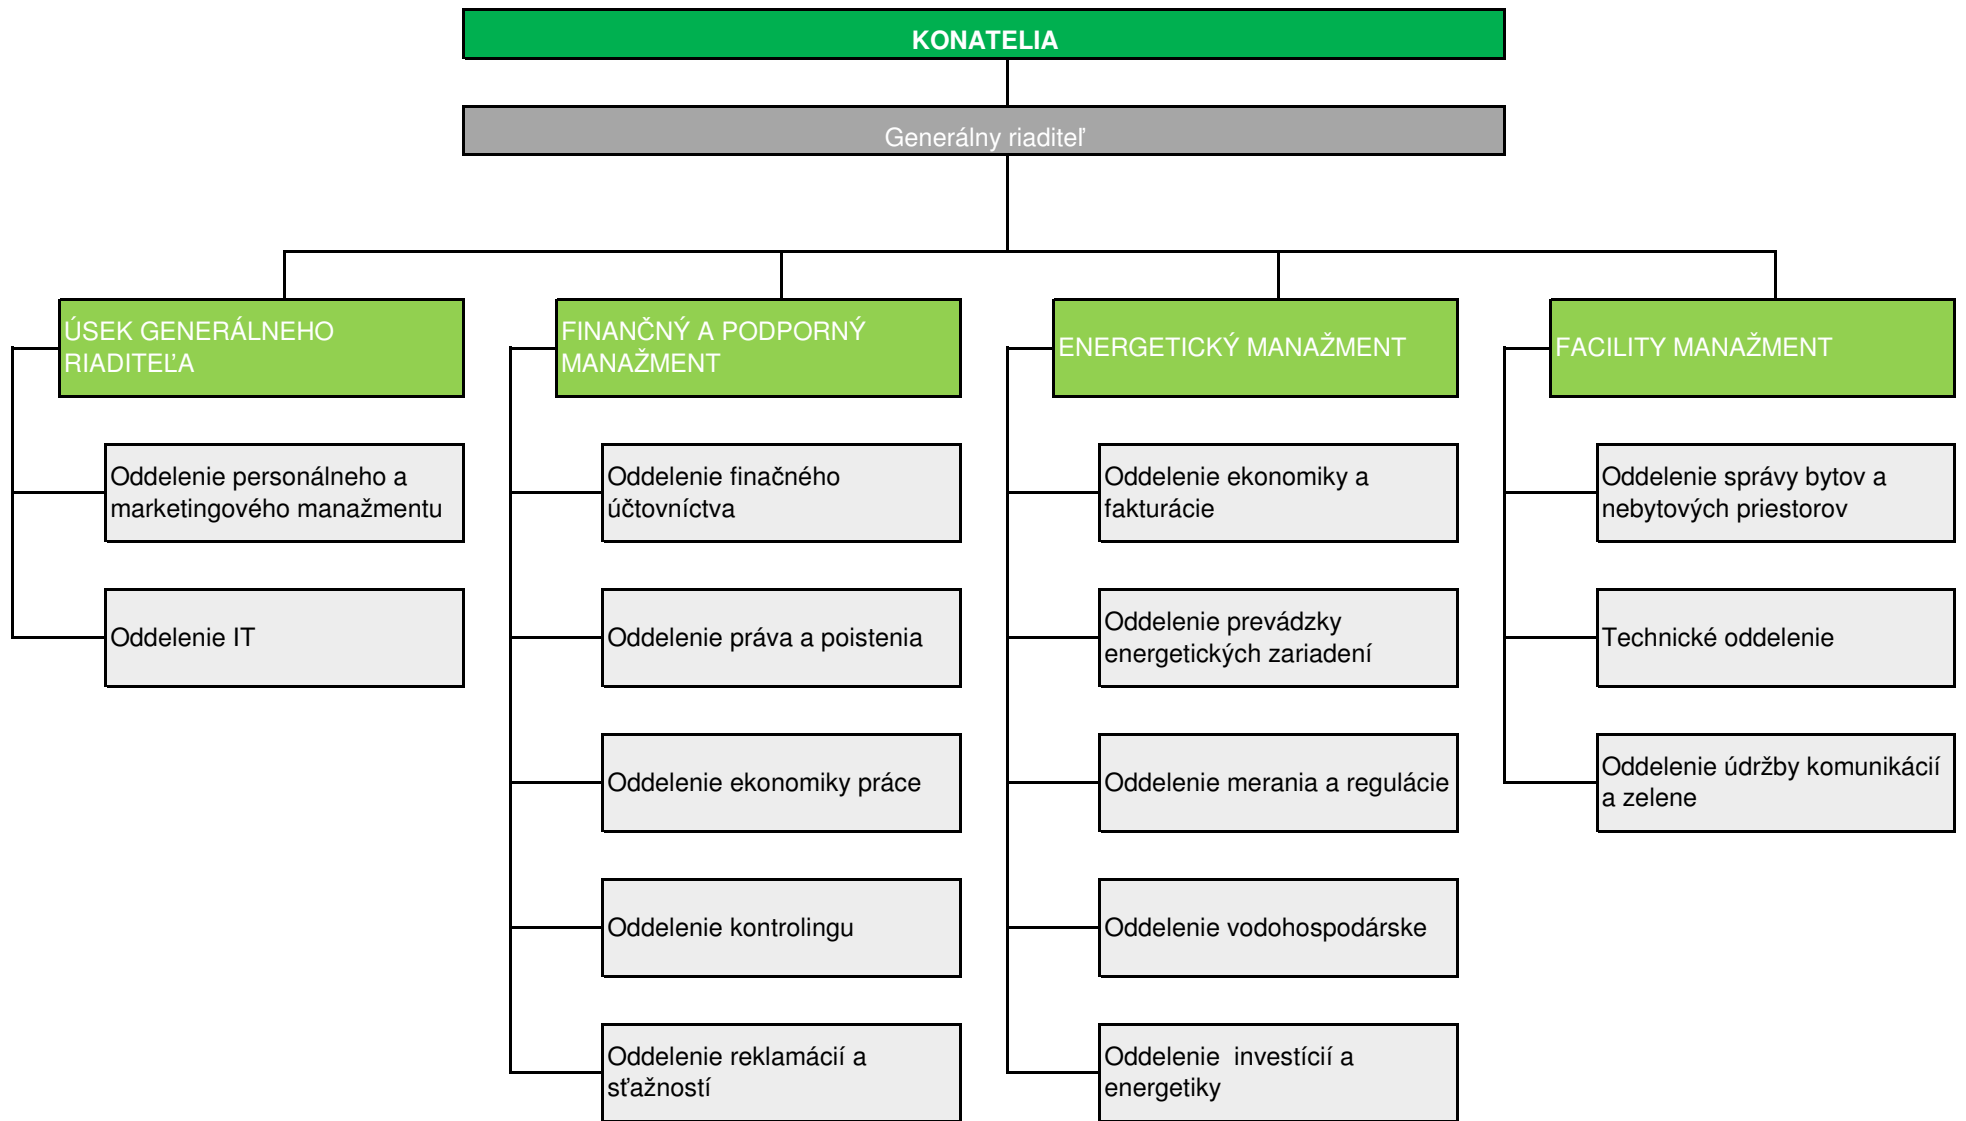 KONATELIA
Generálny riaditeľ
ÚSEK GENERÁLNEHO
RIADITEĽA
Oddelenie personálneho a
marketingového manažmentu
Oddelenie IT
FINANČNÝ A PODPORNÝ
MANAŽMENT
Oddelenie finačného
účtovníctva
Oddelenie práva a poistenia
Oddelenie ekonomiky práce
Oddelenie kontrolingu
Oddelenie reklamácií a
sťažností
ENERGETICKÝ MANAŽMENT
Oddelenie ekonomiky a
fakturácie
Oddelenie prevádzky
energetických zariadení
Oddelenie merania a regulácie
Oddelenie vodohospodárske
Oddelenie  investícií a
energetiky
FACILITY MANAŽMENT
Oddelenie správy bytov a
nebytových priestorov
Technické oddelenie
Oddelenie údržby komunikácií
a zelene